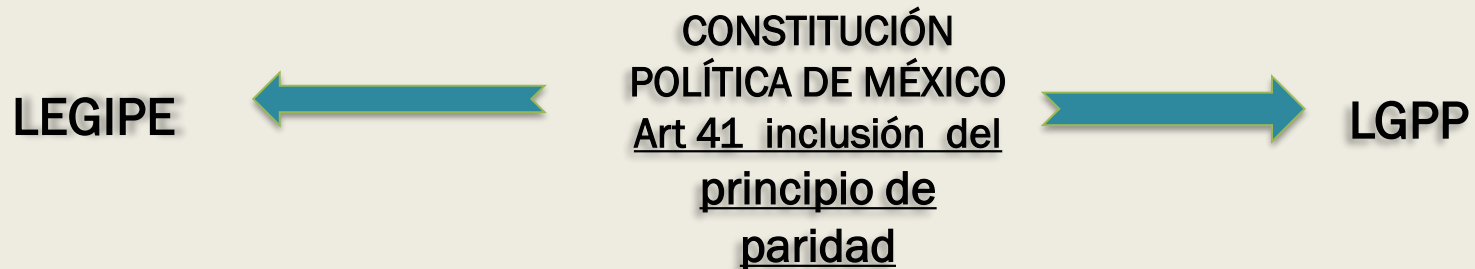 LEGIPE
CONSTITUCIÓN
POLÍTICA DE MÉXICO
Art 41 inclusión del
principio de
paridad
LGPP